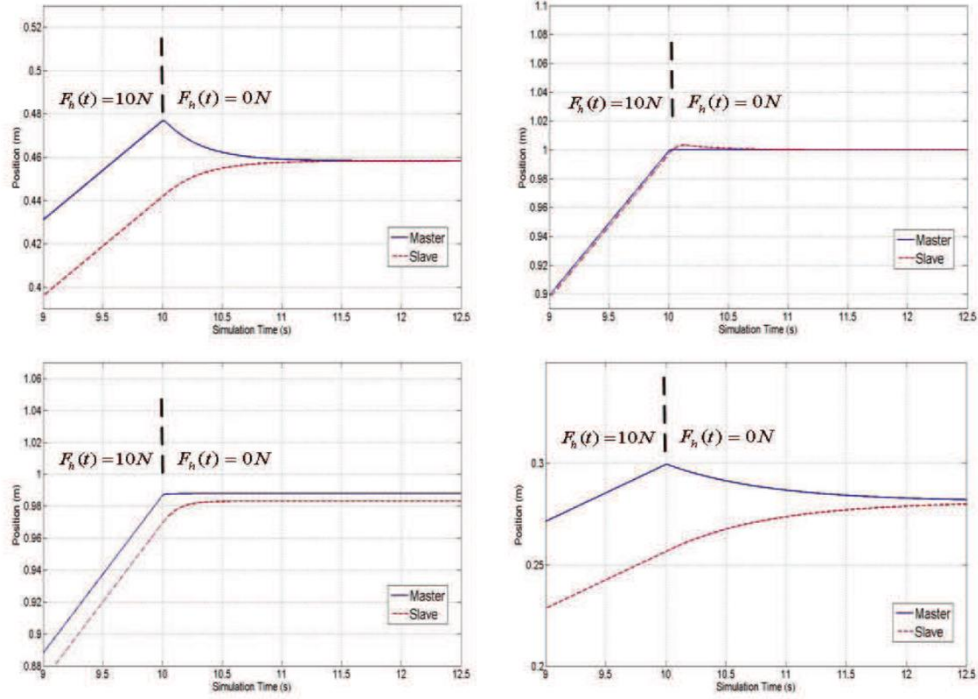 0.52
0.5
0.48
0.46
0.44
0.42
0.4
Position (m)
F_h(t) = 10N F_h(t) = 0N
Master
Slave
9 9.5 10 10.5 11 11.5 12 12.5
Simulation Time (s)
1.1
1.08
1.06
1.04
1.02
1
0.98
0.96
0.94
0.92
0.9
Position (m)
F_h(t) = 10N F_h(t) = 0N
Master
Slave
9 9.5 10 10.5 11 11.5 12 12.5
Simulation Time (s)
1.06
1.04
1.02
1
0.98
0.96
0.94
0.92
0.9
0.88
Position (m)
F_h(t) = 10N F_h(t) = 0N
Master
Slave
9 9.5 10 10.5 11 11.5 12 12.5
Simulation Time (s)
0.3
0.25
0.2
Position (m)
F_h(t) = 10N F_h(t) = 0N
Master
Slave
9 9.5 10 10.5 11 11.5 12 12.5
Simulation Time (s)